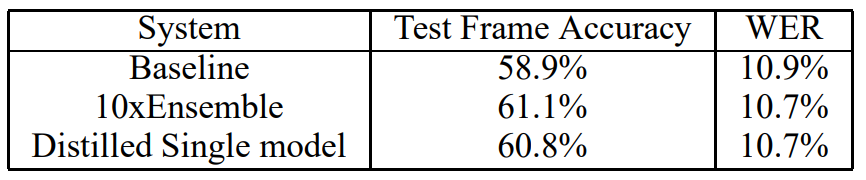 System Test Frame Accuracy WER
Baseline 58.9% 10.9%
10xEnsemble 61.1% 10.7%
Distilled Single model 60.8% 10.7%